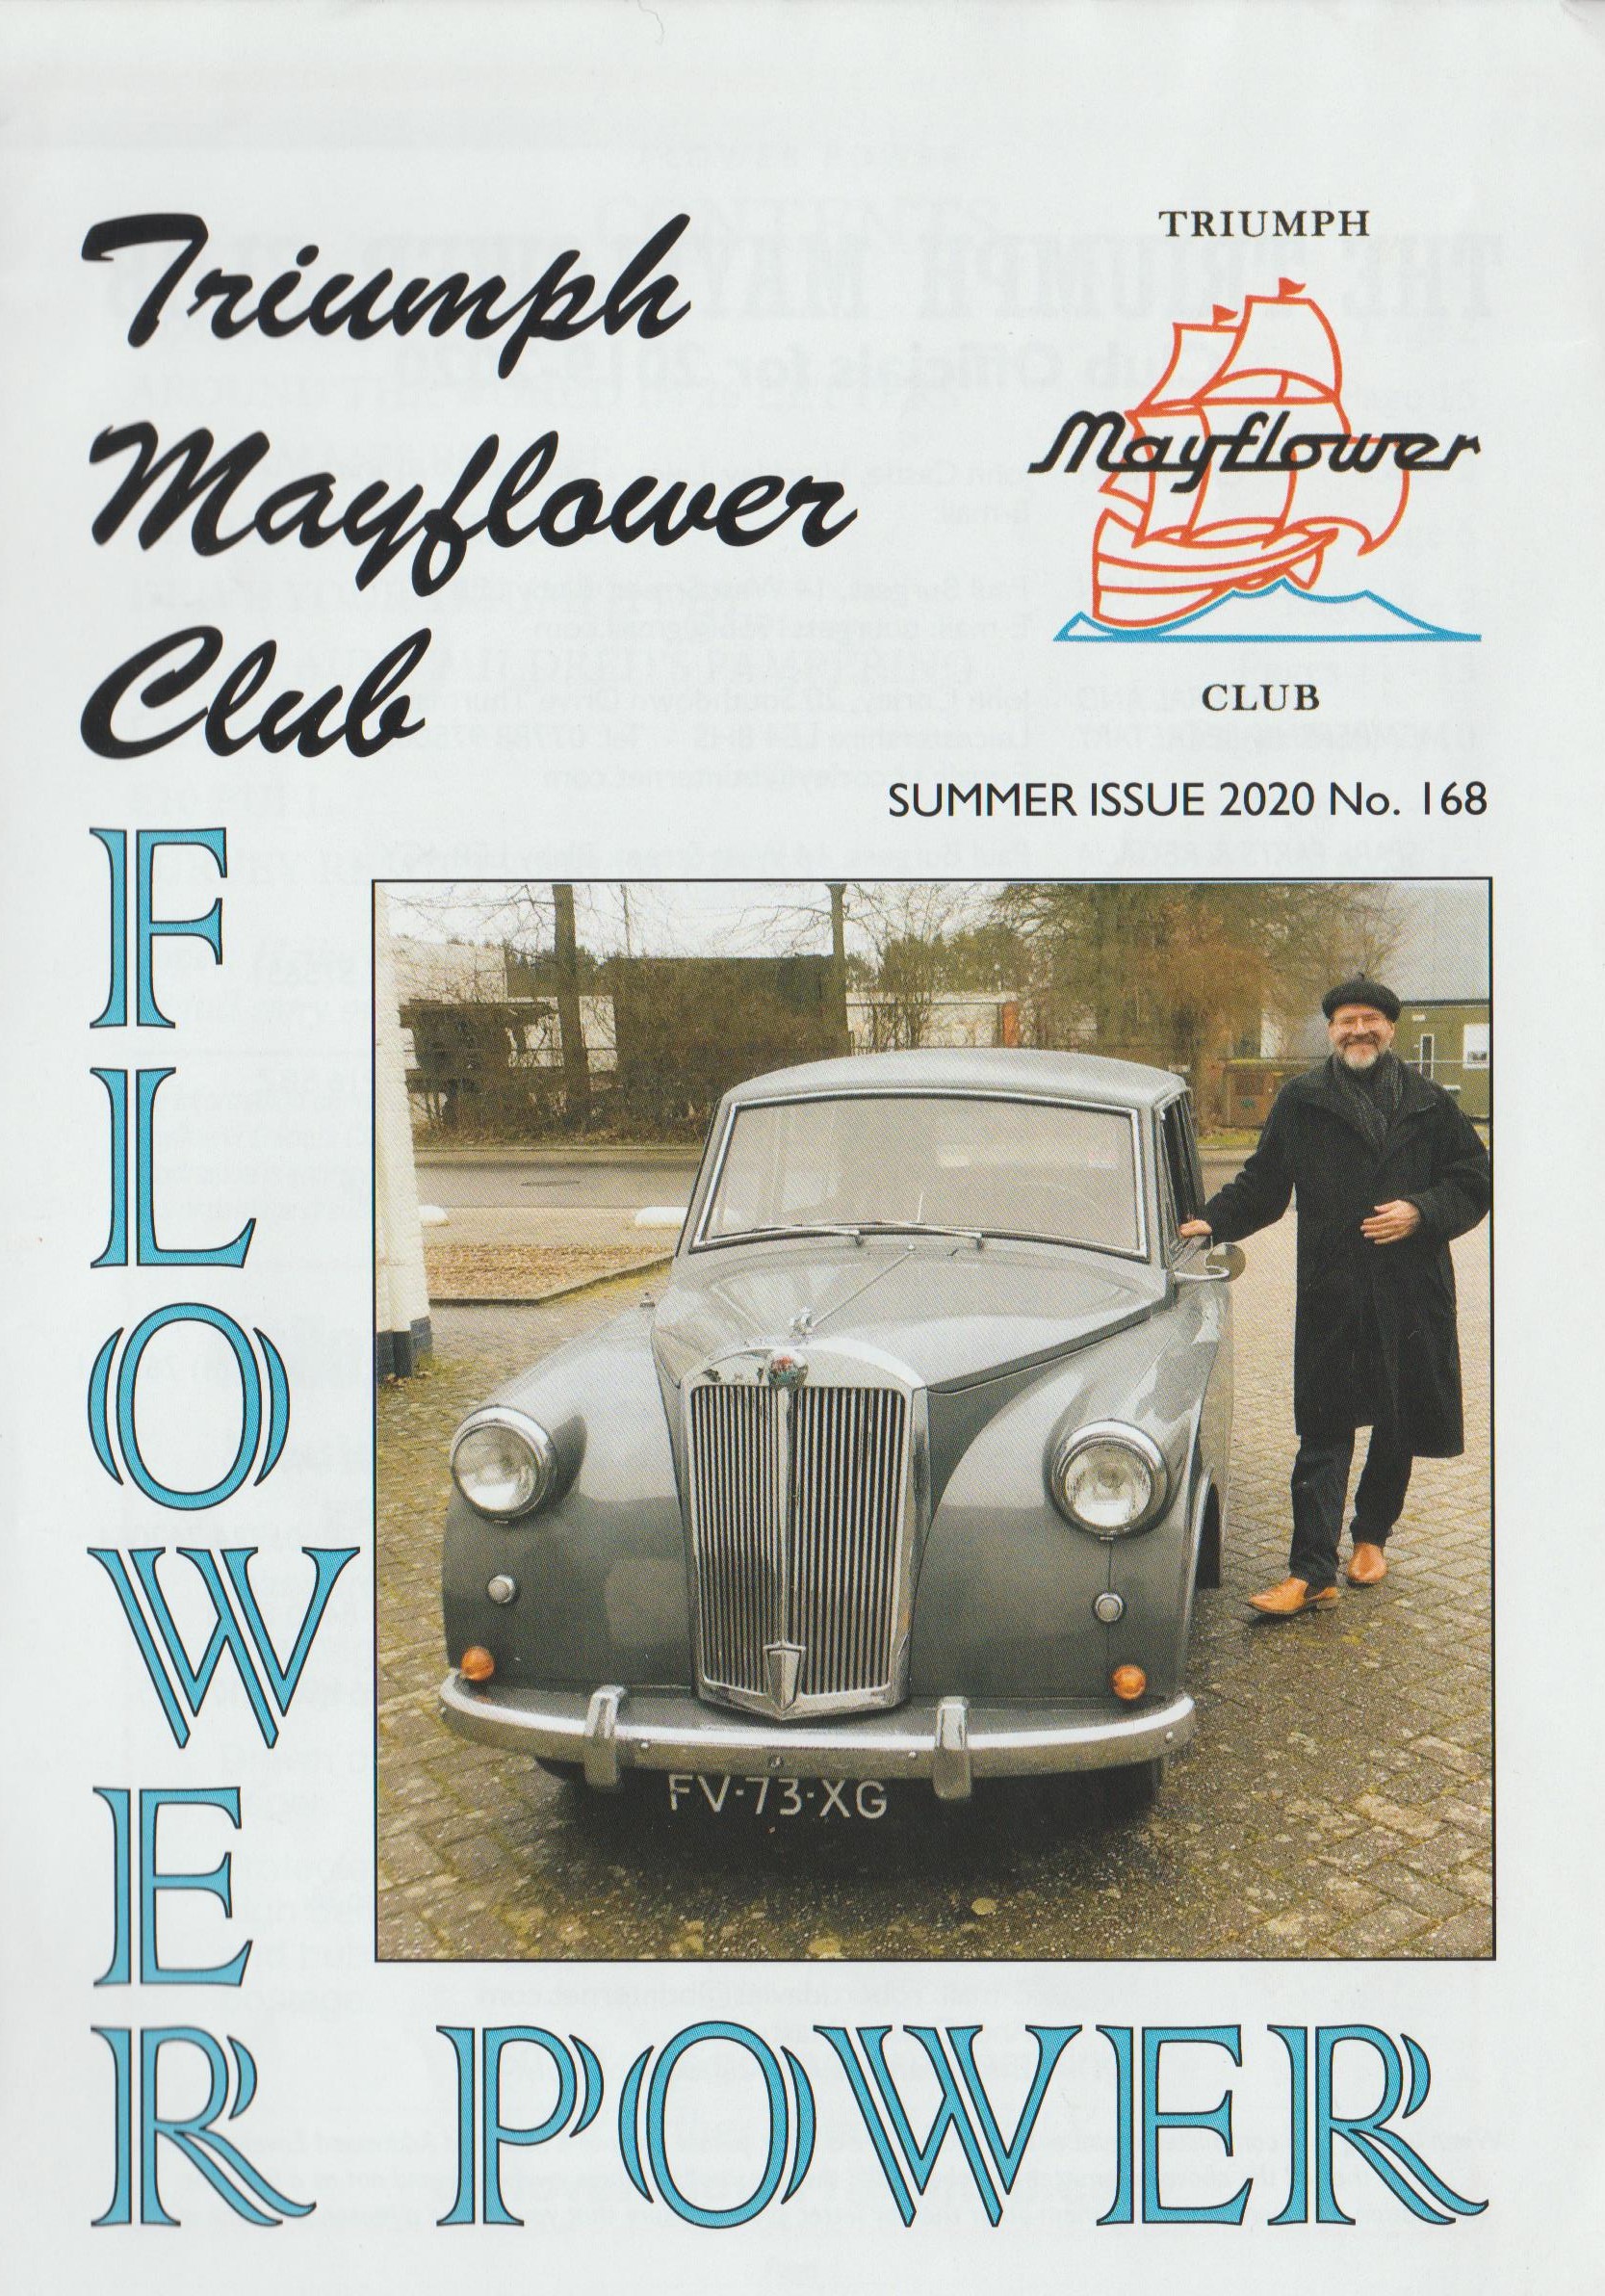 Triumph
Mayflower
Club
TRIUMPH
Mayflower
CLUB
SUMMER ISSUE 2020 No. 168
FV-73-XG
FLOWER POWER